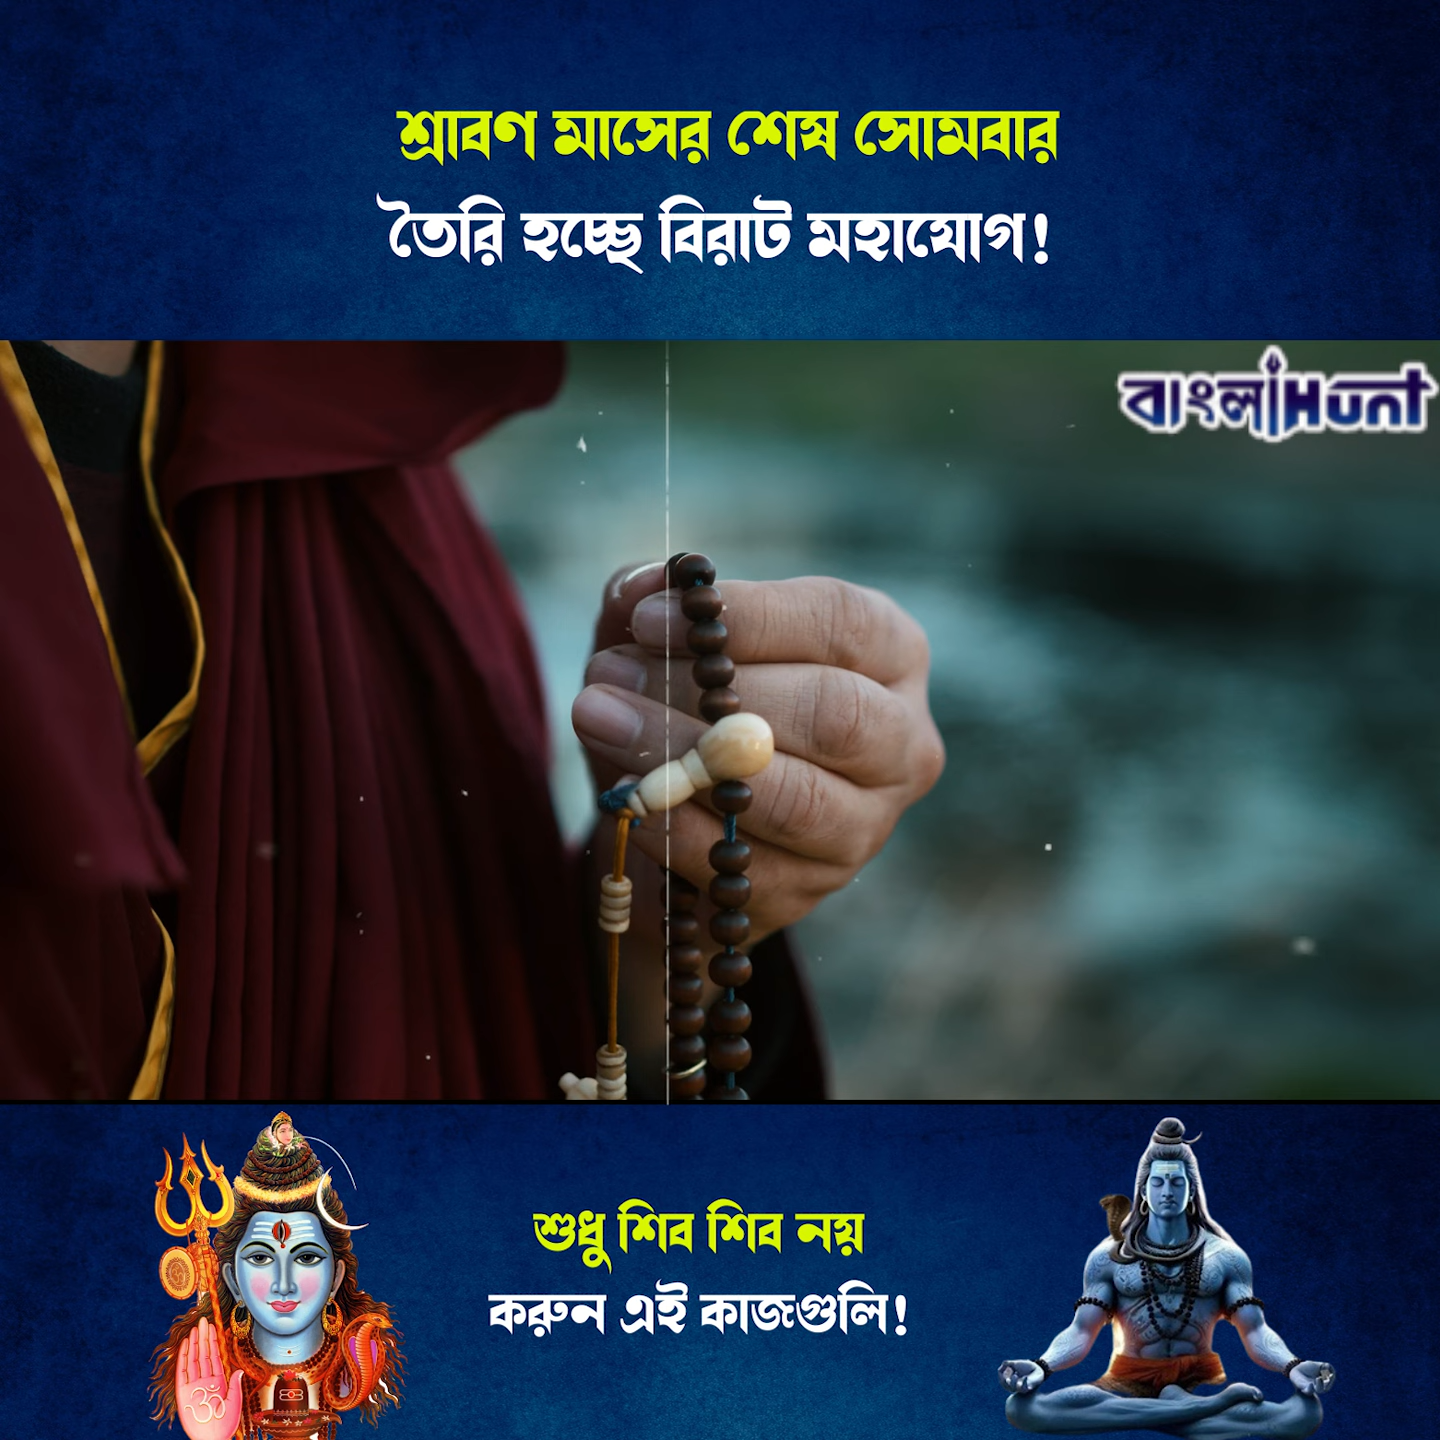 শ্রাবণ মাসের শেষ সোমবার
তৈরি হচ্ছে বিরাট মহাযোগ!
বাংলাHunt
শুধু শিব শিব নয়
করুন এই কাজগুলি!
ॐ